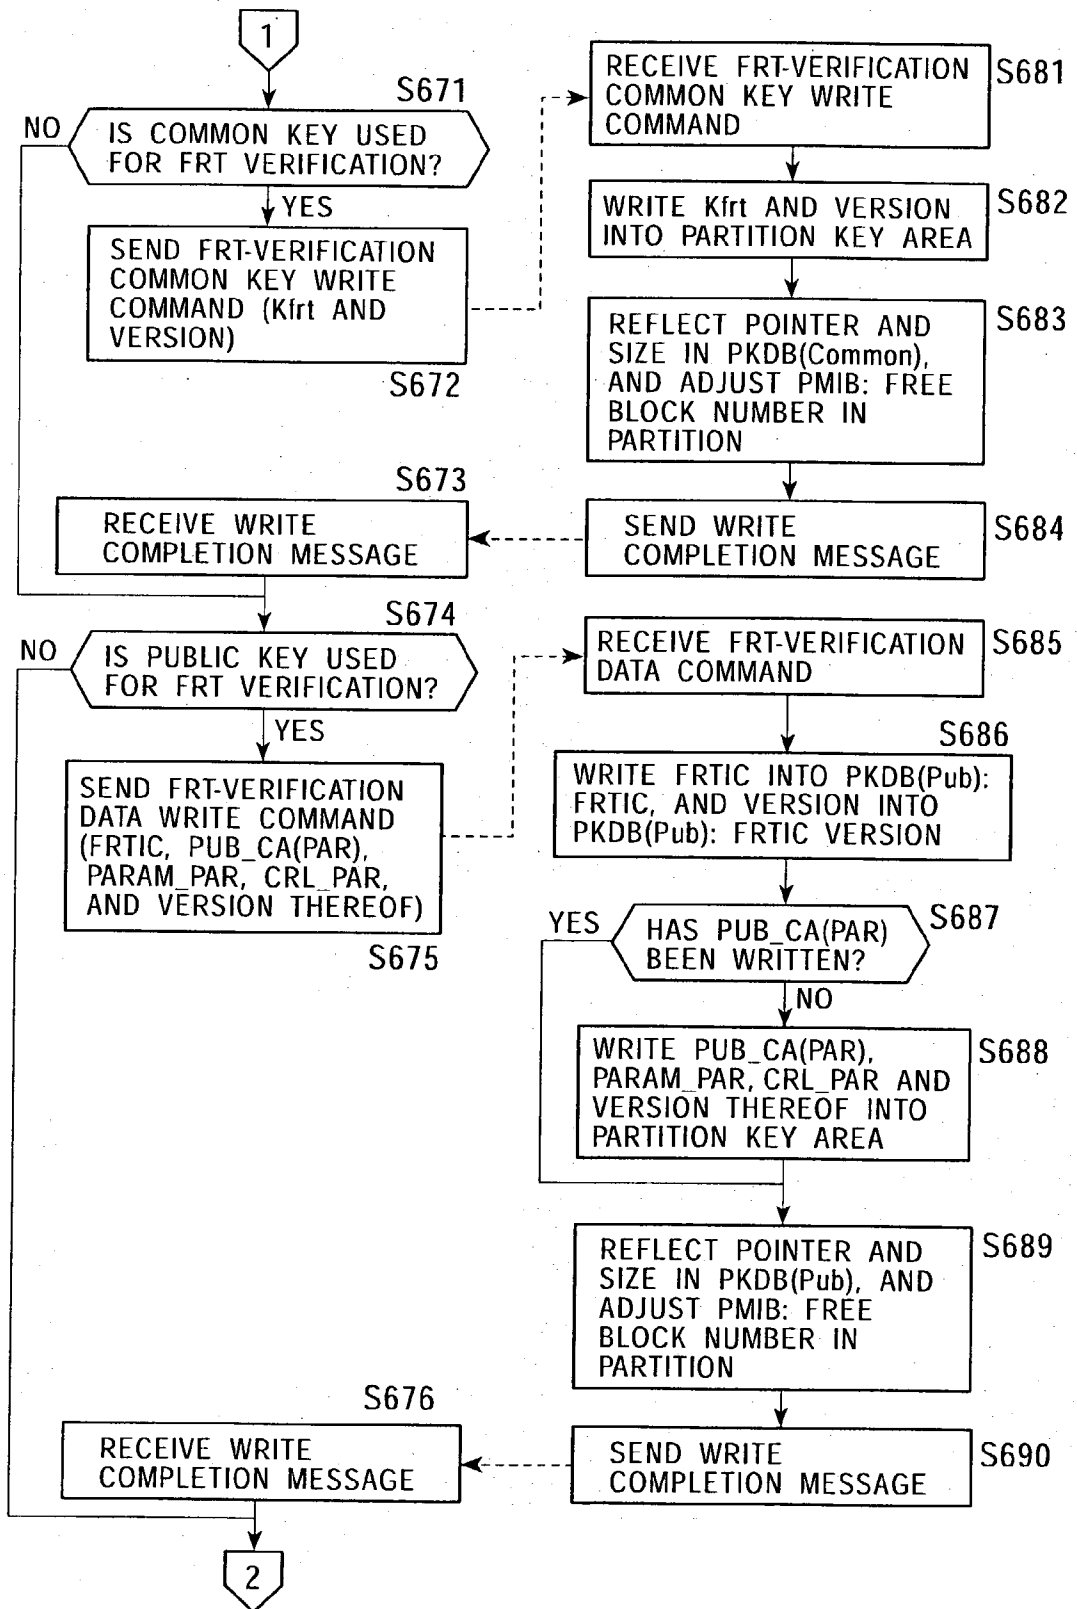 1
S671
NO
IS COMMON KEY USED
FOR FRT VERIFICATION?
YES
SEND FRT-VERIFICATION
COMMON KEY WRITE
COMMAND (Kfrt AND
VERSION)
S672
RECEIVE FRT-VERIFICATION
COMMON KEY WRITE
COMMAND
S681
WRITE Kfrt AND VERSION
INTO PARTITION KEY AREA
S682
REFLECT POINTER AND
SIZE IN PKDB(Common),
AND ADJUST PMIB: FREE
BLOCK NUMBER IN
PARTITION
S683
SEND WRITE
COMPLETION MESSAGE
S684
S673
RECEIVE WRITE
COMPLETION MESSAGE
S674
NO
IS PUBLIC KEY USED
FOR FRT VERIFICATION?
YES
SEND FRT-VERIFICATION
DATA WRITE COMMAND
(FRTIC, PUB_CA(PAR),
PARAM_PAR, CRL_PAR,
AND VERSION THEREOF)
S675
RECEIVE FRT-VERIFICATION
DATA COMMAND
S685
S686
WRITE FRTIC INTO PKDB(Pub):
FRTIC, AND VERSION INTO
PKDB(Pub): FRTIC VERSION
YES
HAS PUB_CA(PAR)
BEEN WRITTEN?
S687
NO
WRITE PUB_CA(PAR),
PARAM_PAR, CRL_PAR AND
VERSION THEREOF INTO
PARTITION KEY AREA
S688
REFLECT POINTER AND
SIZE IN PKDB(Pub), AND
ADJUST PMIB: FREE
BLOCK NUMBER IN
PARTITION
S689
SEND WRITE
COMPLETION MESSAGE
S690
S676
RECEIVE WRITE
COMPLETION MESSAGE
2